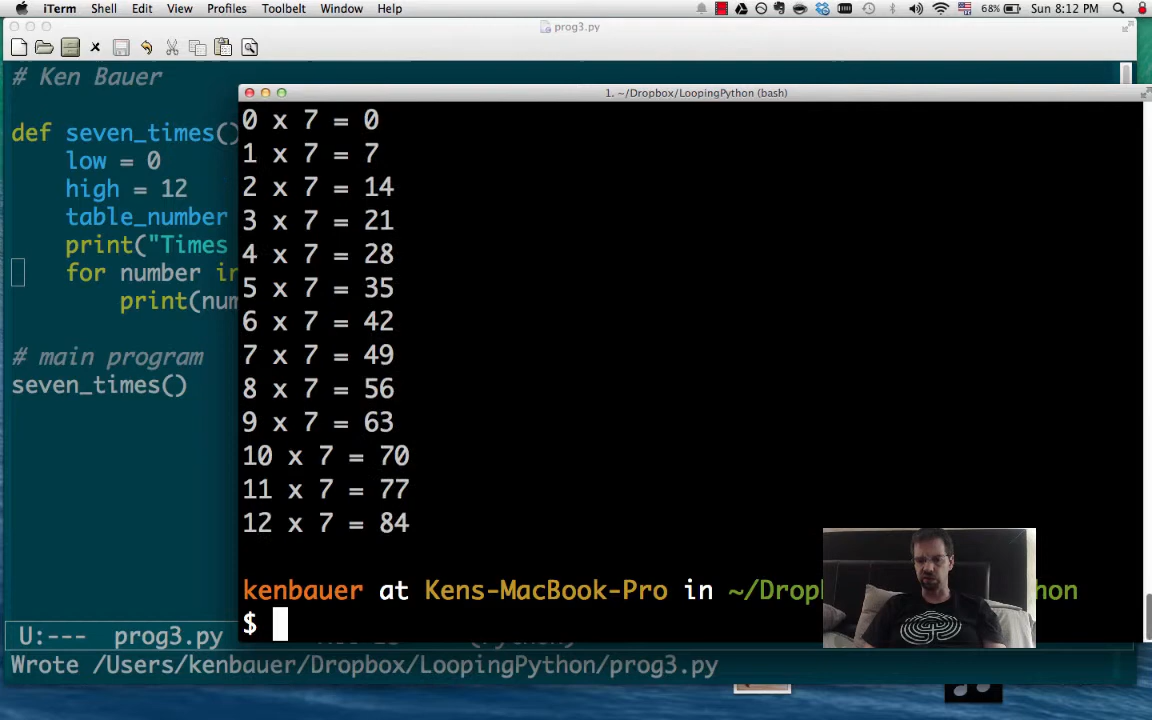 iTerm Shell Edit View Profiles Toolbelt Window Help 68% Sun 8:12 PM
prog3.py
# Ken Bauer
1. ~/Dropbox/LoopingPython (bash)
def seven_times()
low = 0
high = 12
table_number
print("Times
for number in
print(num
# main program
seven_times()
0 x 7 = 0
1 x 7 = 7
2 x 7 = 14
3 x 7 = 21
4 x 7 = 28
5 x 7 = 35
6 x 7 = 42
7 x 7 = 49
8 x 7 = 56
9 x 7 = 63
10 x 7 = 70
11 x 7 = 77
12 x 7 = 84
kenbauer at Kens-MacBook-Pro in ~/Drop hon
$
U:--- prog3.py (Python)
Wrote /Users/kenbauer/Dropbox/LoopingPython/prog3.py